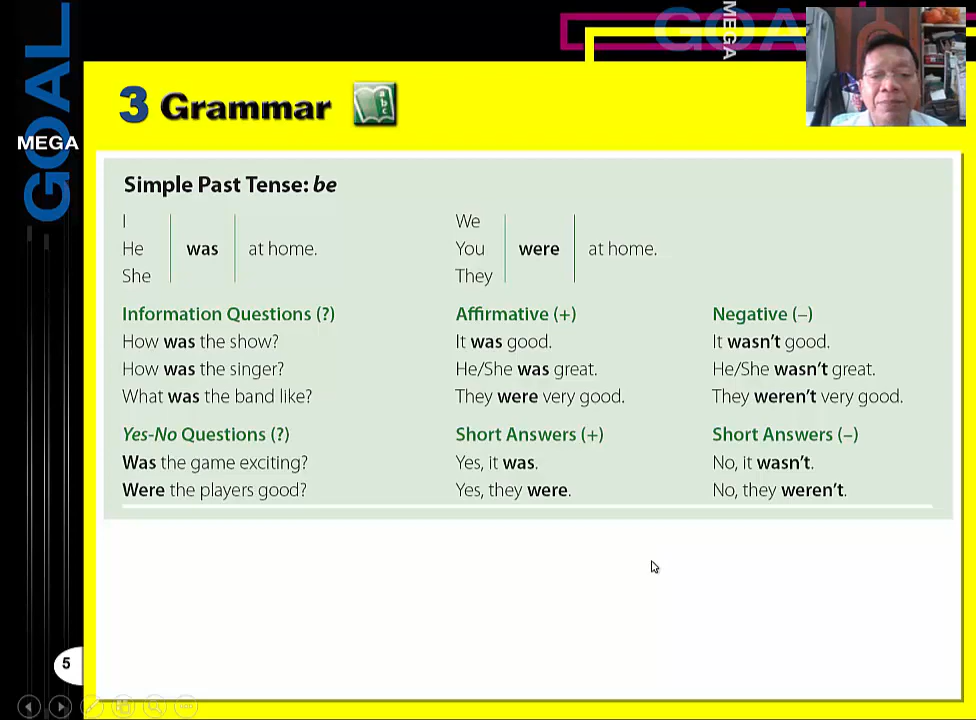 GOAL
MEGA
GOAL
MEGA
3 Grammar
abc
Simple Past Tense: be
I
He was at home.
She
We
You were at home.
They
Information Questions (?) Affirmative (+) Negative (–)
How was the show? It was good. It wasn't good.
How was the singer? He/She was great. He/She wasn't great.
What was the band like? They were very good. They weren't very good.
Yes-No Questions (?) Short Answers (+) Short Answers (–)
Was the game exciting? Yes, it was. No, it wasn't.
Were the players good? Yes, they were. No, they weren't.
5